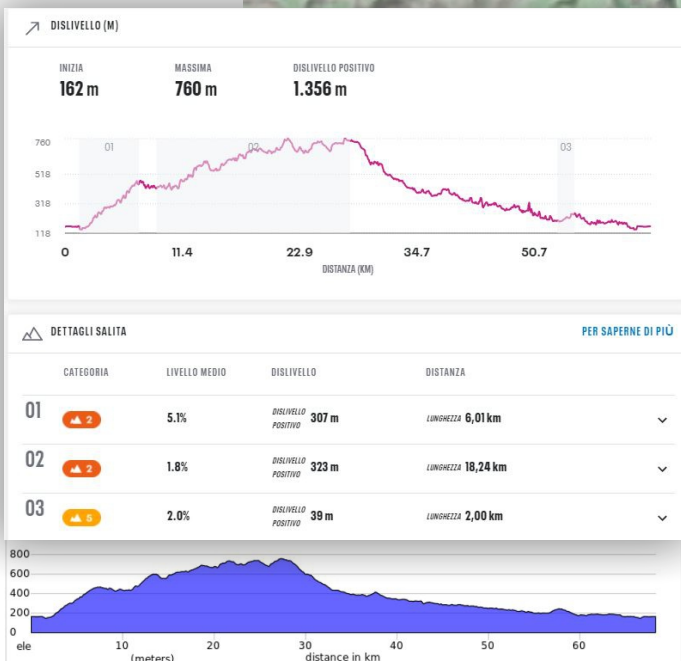 DISLIVELLO (M)
INIZIA MASSIMA DISLIVELLO POSITIVO
162 m 760 m 1.356 m
760 01 02 03
518
318
118
0 11.4 22.9 34.7 50.7
DISTANZA (KM)
DETTAGLI SALITA PER SAPERNE DI PIÙ
CATEGORIA LIVELLO MEDIO DISLIVELLO DISTANZA
01 2 5.1% DISLIVELLO POSITIVO 307 m LUNGHEZZA 6,01 km
02 2 1.8% DISLIVELLO POSITIVO 323 m LUNGHEZZA 18,24 km
03 5 2.0% DISLIVELLO POSITIVO 39 m LUNGHEZZA 2,00 km
800
600
400
200
0
ele 10 20 30 40 50 60
(meters) distance in km